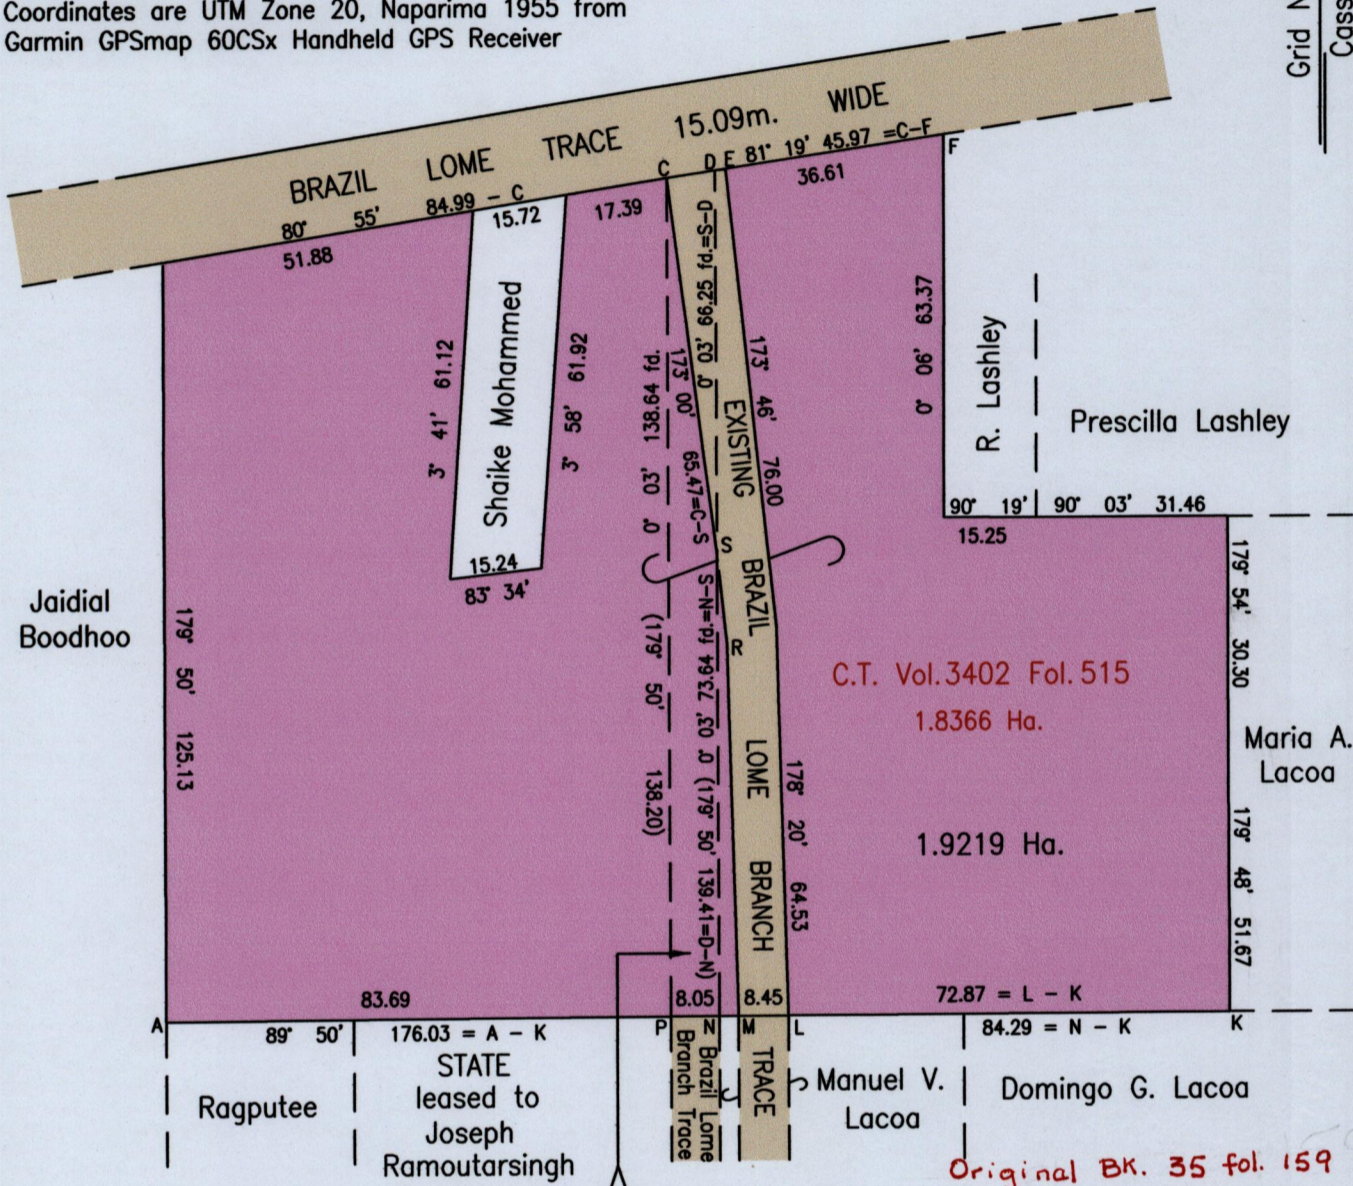 Coordinates are UTM Zone 20, Naparima 1955 from
Garmin GPSmap 60CSx Handheld GPS Receiver
Grid N
Cass
BRAZIL LOME TRACE 15.09m. WIDE
80° 55' 84.99 - C
51.88
15.72
17.39
C
D
E
81° 19' 45.97 =C-F
36.61
F
3° 41' 61.12
Shaike Mohammed
3° 58' 61.92
15.24
83° 34'
0° 03' 138.64 fd.
(179° 50' 138.20)
173° 00' 65.47=C-S
0° 03' 66.25 fd.=S-D
S
S-N=.fd 73.64 0° 03'
(179° 50' 139.41=D-N)
R
EXISTING BRAZIL LOME BRANCH TRACE
173° 46' 76.00
178° 20' 64.53
0° 06' 63.37
R. Lashley
Prescilla Lashley
90° 19'
15.25
90° 03' 31.46
179° 54' 30.30
Jaidial
Boodhoo
179° 50' 125.13
C.T. Vol.3402 Fol.515
1.8366 Ha.
1.9219 Ha.
Maria A.
Lacoa
179° 48' 51.67
83.69
8.05
8.45
72.87 = L - K
A
89° 50'
176.03 = A - K
P
N
M
L
84.29 = N - K
K
Ragputee
STATE
leased to
Joseph
Ramoutarsingh
Brazil Lome
Branch Trace
Manuel V.
Lacoa
Domingo G. Lacoa
Original BK. 35 fol. 159